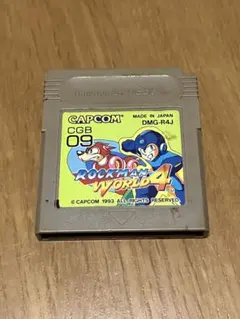 CAPCOM
MADE IN JAPAN
DMG-R4J
CGB
09
ROCKMAN
WORLD 4
© CAPCOM 1993 ALL RIGHTS RESERVED